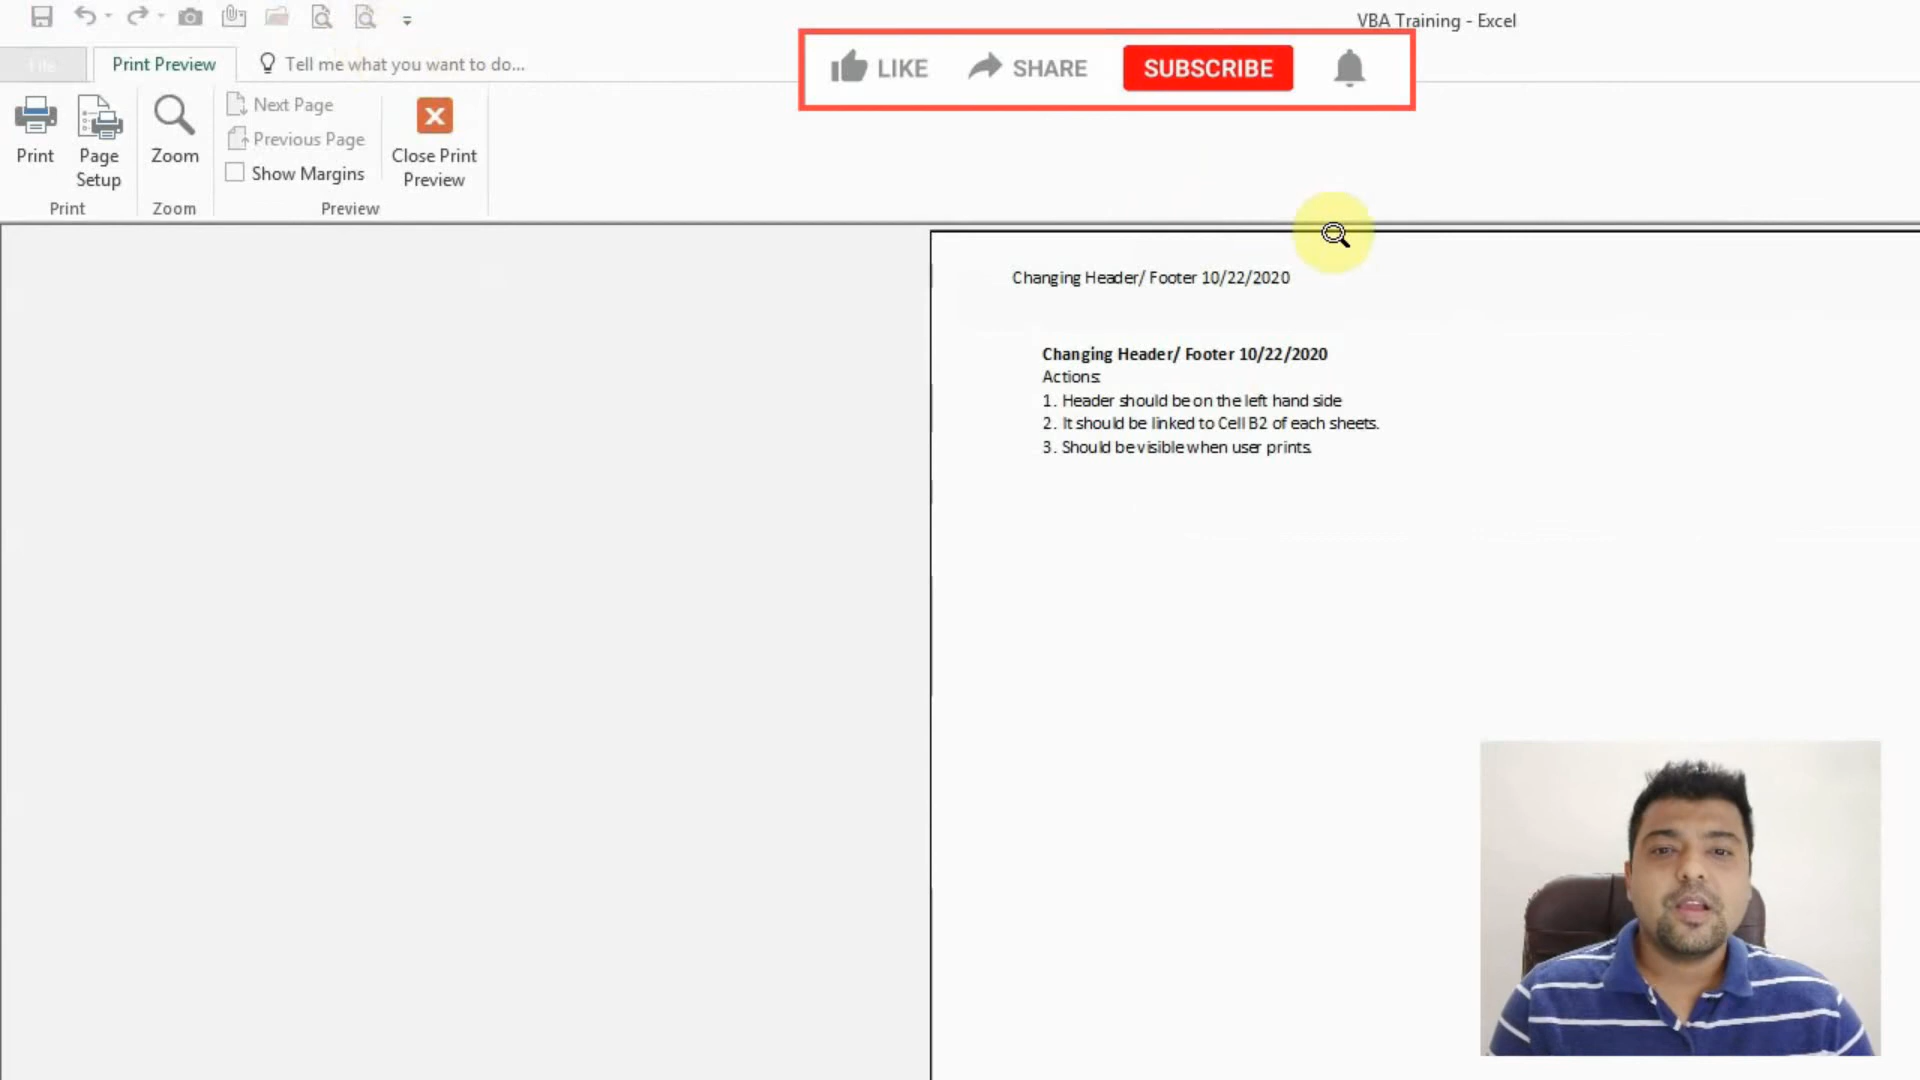 VBA Training - Excel
File
Print Preview
Tell me what you want to do...
LIKE
SHARE
SUBSCRIBE
Print
Page Setup
Zoom
Next Page
Previous Page
Show Margins
Close Print Preview
Print
Zoom
Preview
Changing Header/ Footer 10/22/2020
Changing Header/ Footer 10/22/2020
Actions:
1. Header should be on the left hand side
2. It should be linked to Cell B2 of each sheets.
3. Should be visible when user prints.